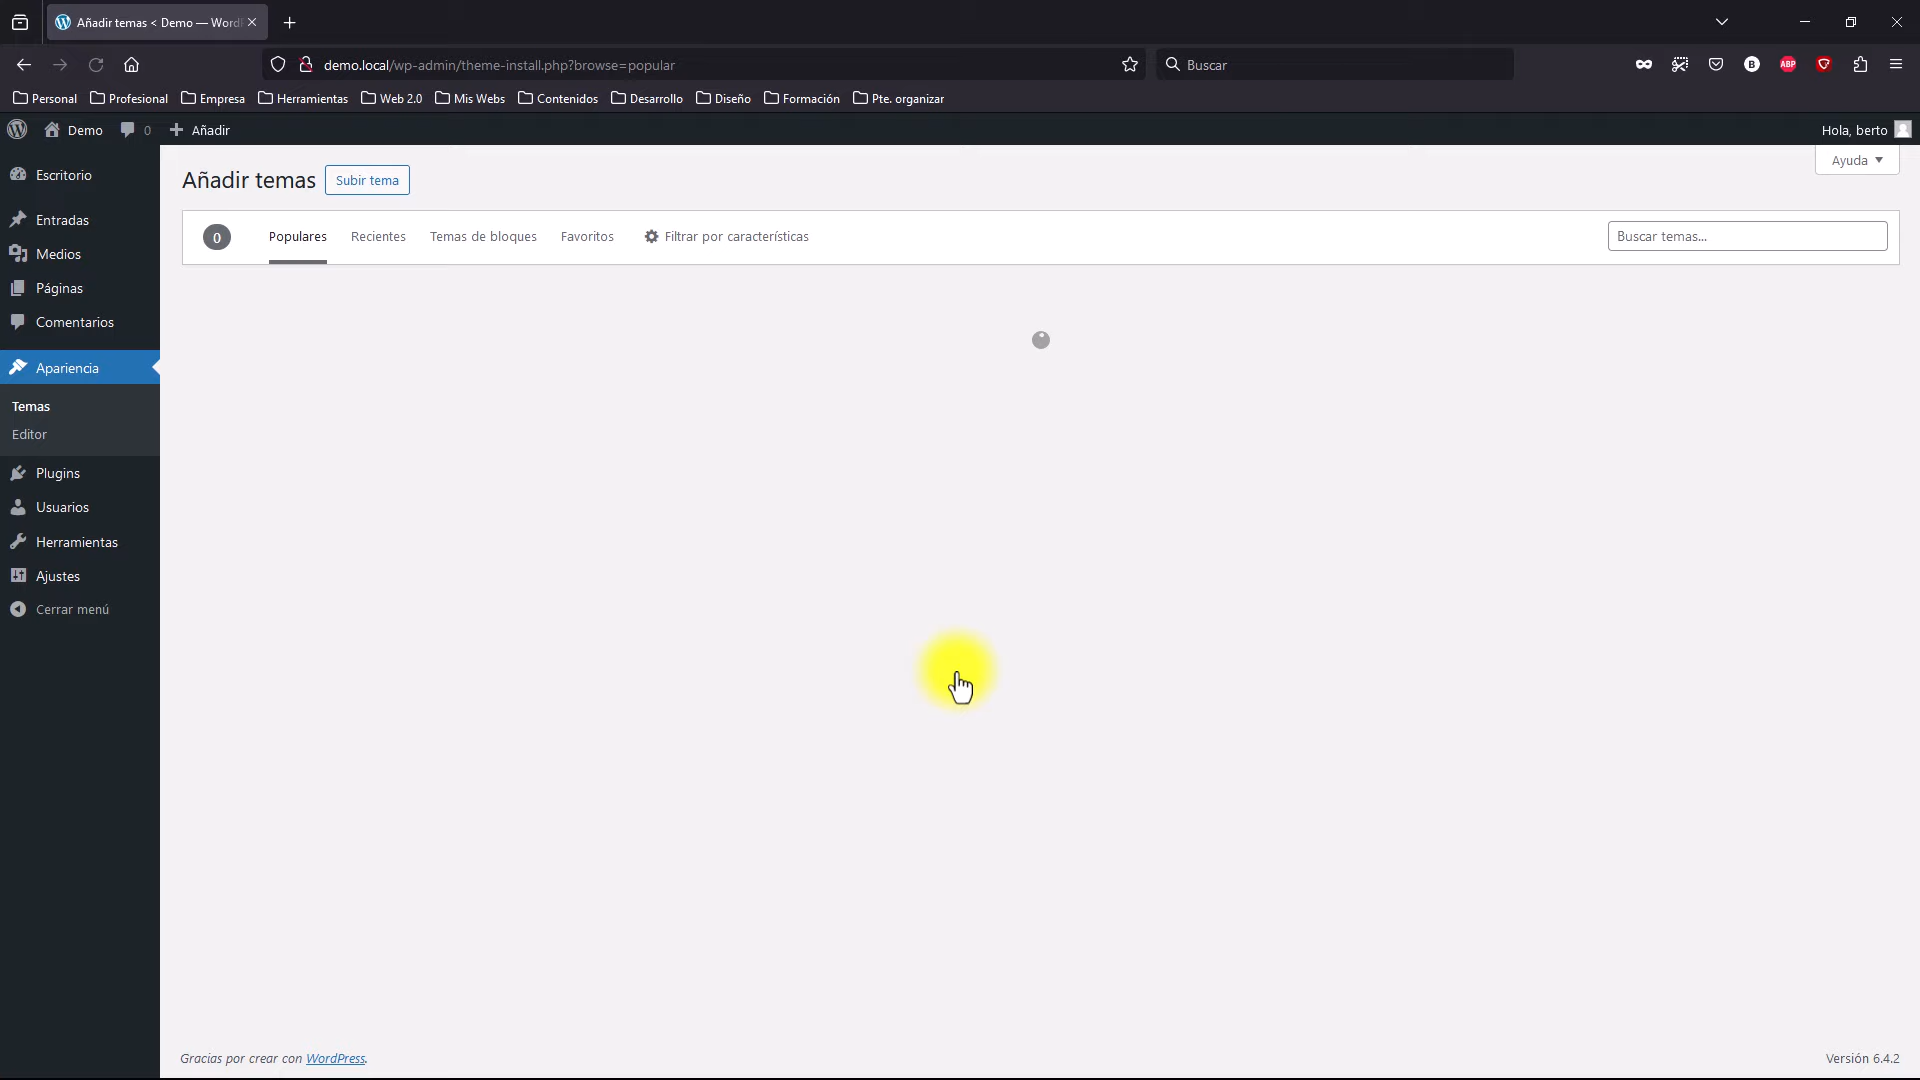 Añadir temas < Demo — WordP
demo.local/wp-admin/theme-install.php?browse=popular
Buscar
ABP
Personal
Profesional
Empresa
Herramientas
Web 2.0
Mis Webs
Contenidos
Desarrollo
Diseño
Formación
Pte. organizar
Demo
0
Añadir
Hola, berto
Escritorio
Entradas
Medios
Páginas
Comentarios
Apariencia
Temas
Editor
Plugins
Usuarios
Herramientas
Ajustes
Cerrar menú
Añadir temas
Subir tema
Ayuda
0
Populares
Recientes
Temas de bloques
Favoritos
Filtrar por características
Buscar temas...
Gracias por crear con WordPress.
Versión 6.4.2